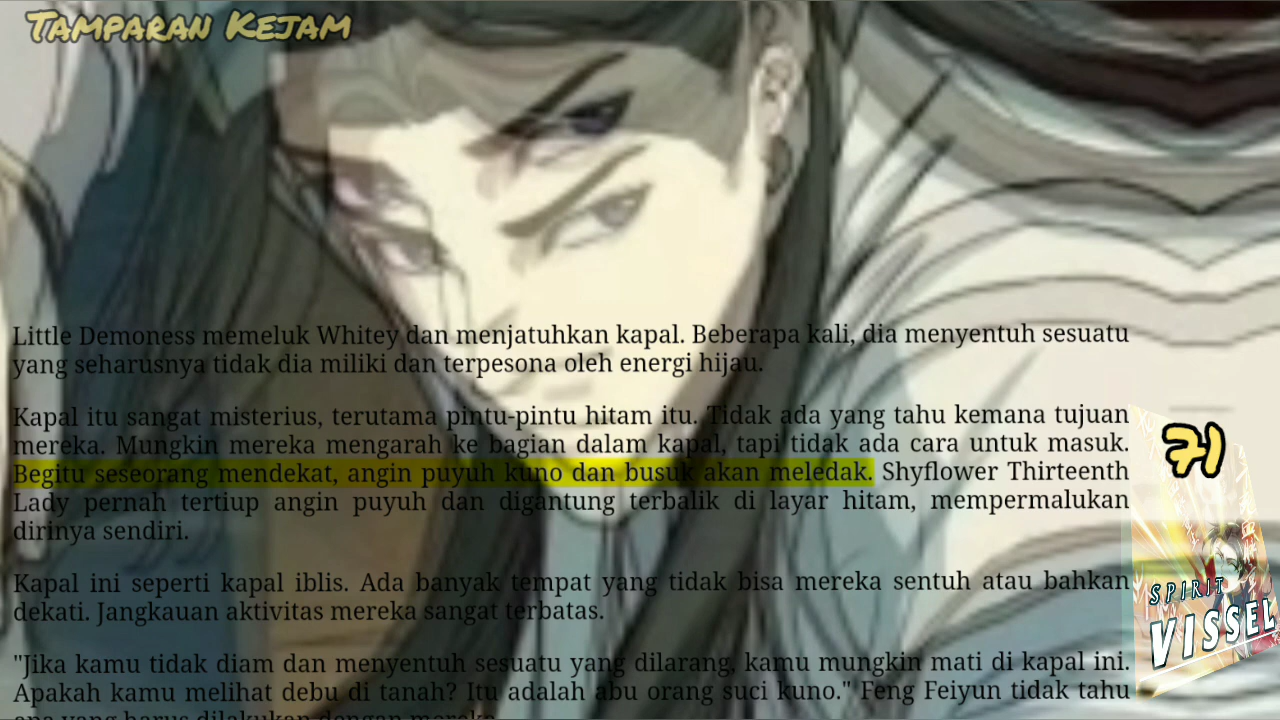 Tamparan Kejam
Little Demoness memeluk Whitey dan menjatuhkan kapal. Beberapa kali, dia menyentuh sesuatu
yang seharusnya tidak dia miliki dan terpesona oleh energi hijau.
Kapal itu sangat misterius, terutama pintu-pintu hitam itu. Tidak ada yang tahu kemana tujuan
mereka. Mungkin mereka mengarah ke bagian dalam kapal, tapi tidak ada cara untuk masuk.
Begitu seseorang mendekat, angin puyuh kuno dan busuk akan meledak. Shyflower Thirteenth
Lady pernah tertiup angin puyuh dan digantung terbalik di layar hitam, mempermalukan
dirinya sendiri.
71
Kapal ini seperti kapal iblis. Ada banyak tempat yang tidak bisa mereka sentuh atau bahkan
dekati. Jangkauan aktivitas mereka sangat terbatas.
SPIRIT
VISSEL
"Jika kamu tidak diam dan menyentuh sesuatu yang dilarang, kamu mungkin mati di kapal ini.
Apakah kamu melihat debu di tanah? Itu adalah abu orang suci kuno." Feng Feiyun tidak tahu
apa yang harus dilakukan dengan mereka.